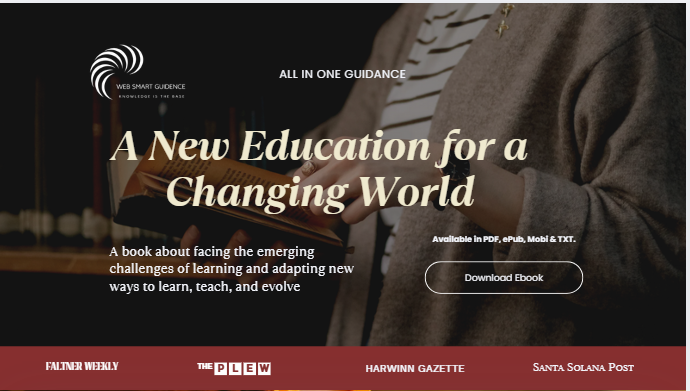 WEB SMART GUIDENCE
KNOWLEDGE IS THE BASE
ALL IN ONE GUIDANCE
A New Education for a
Changing World
A book about facing the emerging
challenges of learning and adapting new
ways to learn, teach, and evolve
Available in PDF, ePub, Mobi & TXT.
Download Ebook
FALTNER WEEKLY
THE PLEW
HARWINN GAZETTE
SANTA SOLANA POST